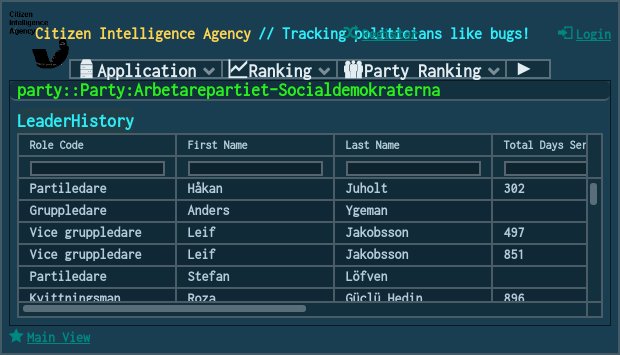 Citizen
Intelligence
Agency
Citizen Intelligence Agency // Tracking politicians like bugs!
Register
Login
Application
Ranking
Party Ranking
party::Party:Arbetarepartiet-Socialdemokraterna
LeaderHistory
Role Code First Name Last Name Total Days Ser
Partiledare Håkan Juholt 302
Gruppledare Anders Ygeman
Vice gruppledare Leif Jakobsson 497
Vice gruppledare Leif Jakobsson 851
Partiledare Stefan Löfven
Kvittningsman Roza Güclü Hedin 896
Main View